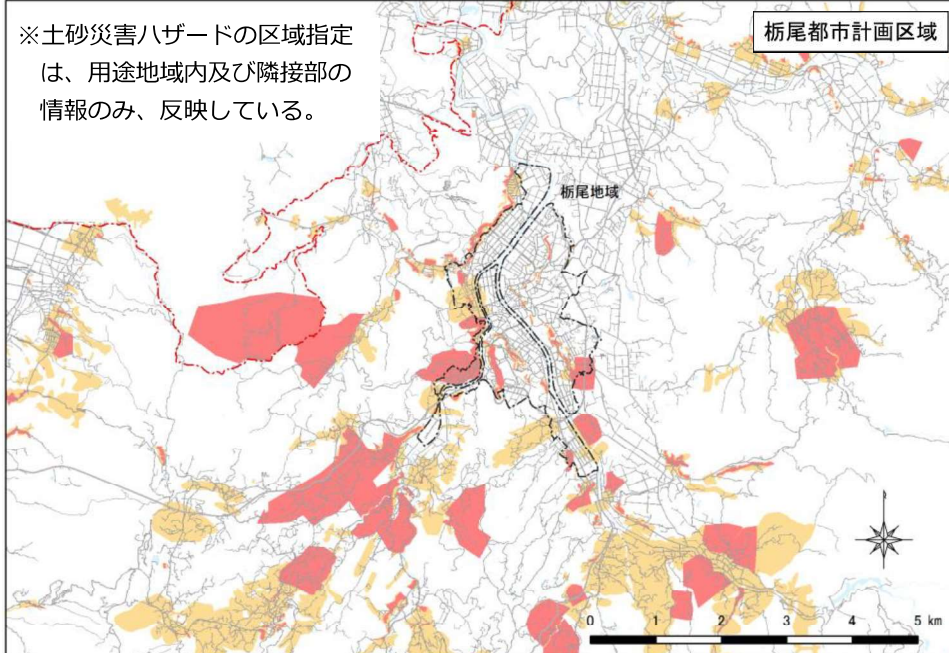 ※土砂災害ハザードの区域指定
は、用途地域内及び隣接部の
情報のみ、反映している。
栃尾都市計画区域
栃尾地域
0 1 2 3 4 5 km